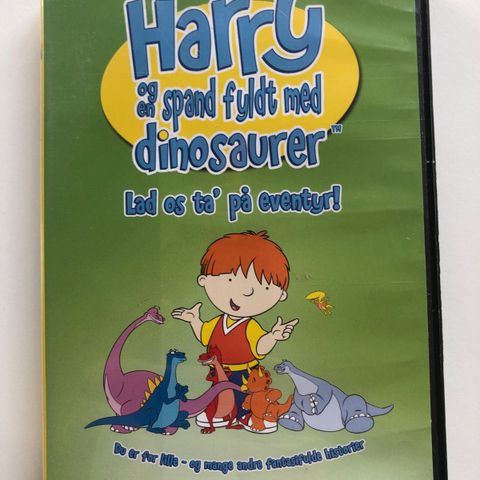 Harry
og en spand fyldt med
dinosaurer™
Lad os ta' på eventyr!
Du er for lille - og mange andre fantasifulde historier